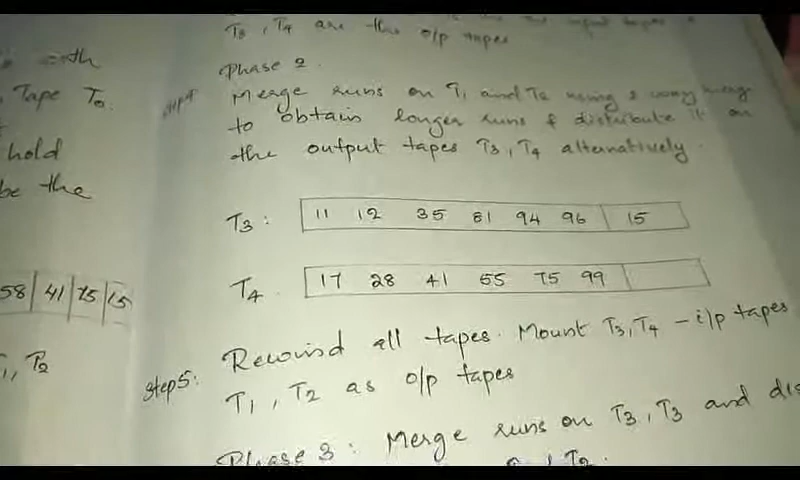 T3, T4 are the o/p tapes
Phase 2
Tape T0
Merge runs on T1 and T2 using 2 way merge
to obtain longer runs & distribute it on
hold
the output tapes T3, T4 alternatively.
be the
T3: 11 12 35 81 94 96 15
T4 17 28 41 55 75 99
58 41 75 15
Rewind all tapes. Mount T3, T4 - i/p tapes
T1, T2
Step5: T1, T2 as o/p tapes
Phase 3: Merge runs on T3, T3 and dis